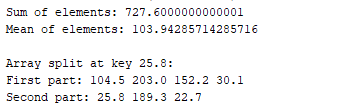 Sum of elements: 727.6000000000001
Mean of elements: 103.94285714285716
Array split at key 25.8:
First part: 104.5 203.0 152.2 30.1
Second part: 25.8 189.3 22.7